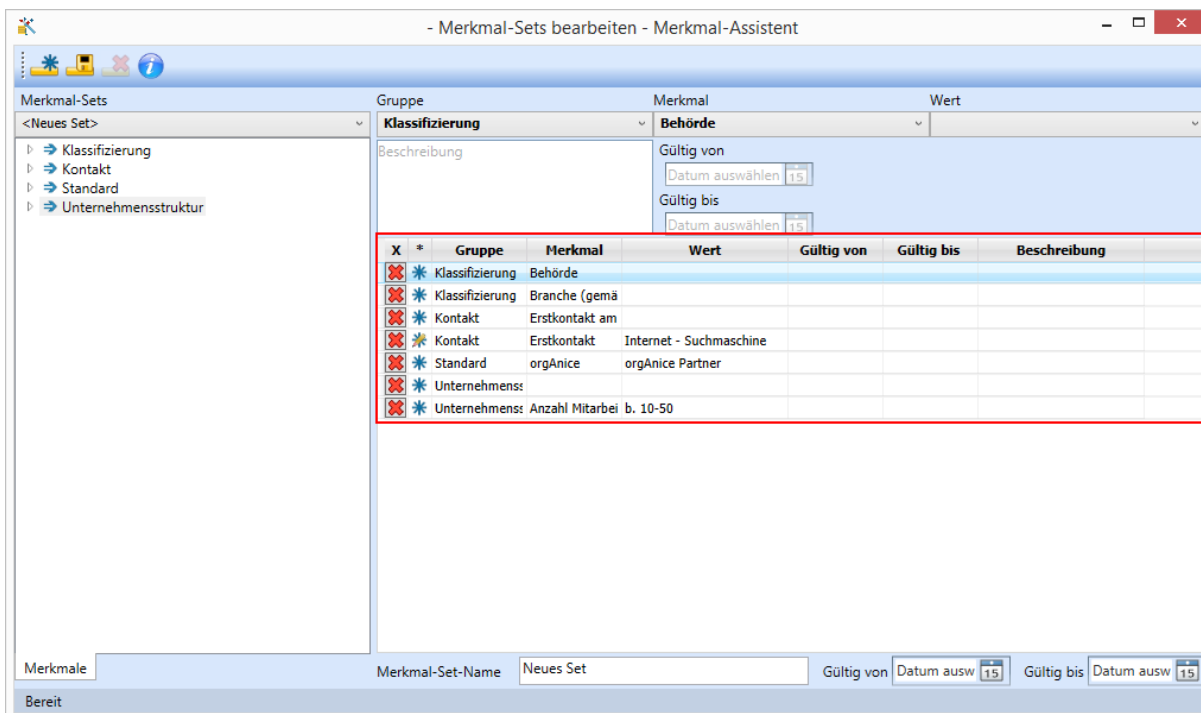 - Merkmal-Sets bearbeiten - Merkmal-Assistent
Merkmal-Sets Gruppe Merkmal Wert
<Neues Set> Klassifizierung Behörde
Klassifizierung
Kontakt
Standard
Unternehmensstruktur
Beschreibung
Gültig von
Datum auswählen 15
Gültig bis
Datum auswählen 15
X * Gruppe Merkmal Wert Gültig von Gültig bis Beschreibung
Klassifizierung Behörde
Klassifizierung Branche (gemä
Kontakt Erstkontakt am
Kontakt Erstkontakt Internet - Suchmaschine
Standard orgAnice orgAnice Partner
Unternehmenss
Unternehmenss Anzahl Mitarbei b. 10-50
Merkmale
Merkmal-Set-Name Neues Set Gültig von Datum ausw 15 Gültig bis Datum ausw 15
Bereit